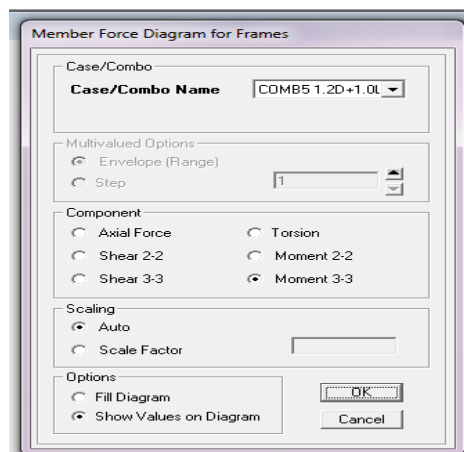 Member Force Diagram for Frames
Case/Combo
Case/Combo Name COMB5 1.2D+1.0L
Multivalued Options
Envelope (Range)
Step 1
Component
Axial Force Torsion
Shear 2-2 Moment 2-2
Shear 3-3 Moment 3-3
Scaling
Auto
Scale Factor
Options
Fill Diagram OK
Show Values on Diagram Cancel